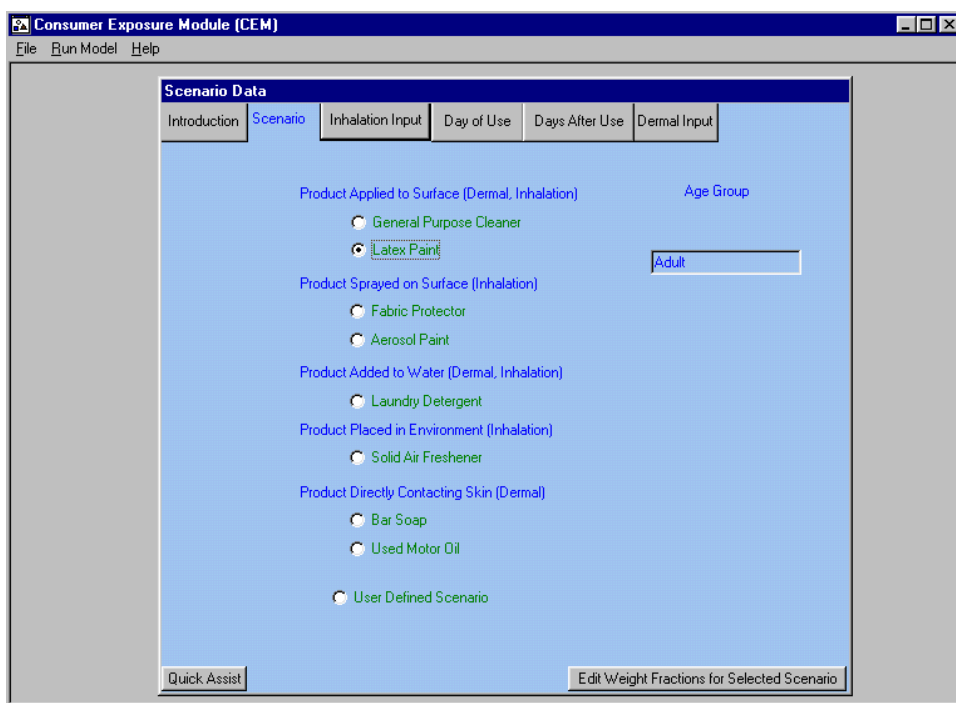 Consumer Exposure Module (CEM)
File Run Model Help
Scenario Data
Introduction Scenario Inhalation Input Day of Use Days After Use Dermal Input
Product Applied to Surface (Dermal, Inhalation) Age Group
General Purpose Cleaner
Latex Paint
Adult
Product Sprayed on Surface (Inhalation)
Fabric Protector
Aerosol Paint
Product Added to Water (Dermal, Inhalation)
Laundry Detergent
Product Placed in Environment (Inhalation)
Solid Air Freshener
Product Directly Contacting Skin (Dermal)
Bar Soap
Used Motor Oil
User Defined Scenario
Quick Assist Edit Weight Fractions for Selected Scenario